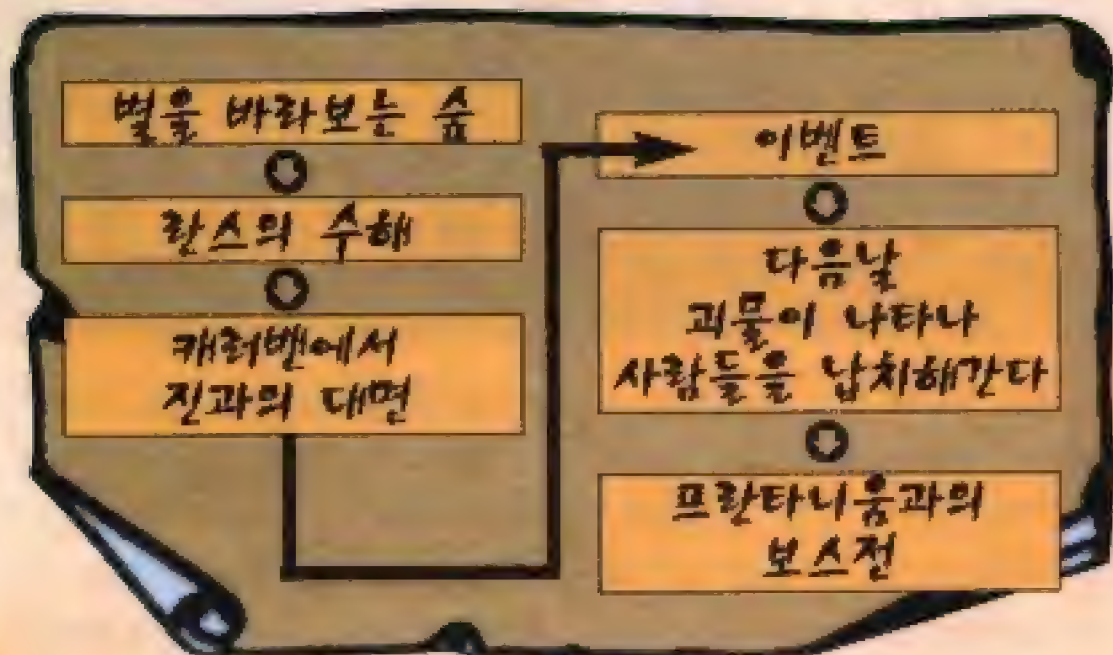 별을 바라보는 숲
란스의 수해
캐러밴에서
진과의 대면
이벤트
다음날
괴물이 나타나
사람들을 납치해간다
프란타니움과의
보스전